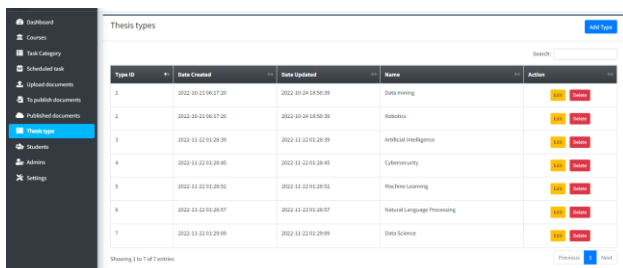 Dashboard
Courses
Task Category
Scheduled task
Upload documents
To publish documents
Published documents
Thesis type
Students
Admins
Settings
Thesis types
Add Type
Search:
Type ID Date Created Date Updated Name Action
1 2022-10-21 06:17:20 2022-10-24 18:50:39 Data mining Edit Delete
2 2022-10-21 06:17:20 2022-10-24 18:50:39 Robotics Edit Delete
3 2022-11-22 01:28:39 2022-11-22 01:28:39 Artificial Intelligence Edit Delete
4 2022-11-22 01:28:45 2022-11-22 01:28:45 Cybersecurity Edit Delete
5 2022-11-22 01:28:52 2022-11-22 01:28:52 Machine Learning Edit Delete
6 2022-11-22 01:28:57 2022-11-22 01:28:57 Natural Language Processing Edit Delete
7 2022-11-22 01:29:09 2022-11-22 01:29:09 Data Science Edit Delete
Showing 1 to 7 of 7 entries
Previous 1 Next